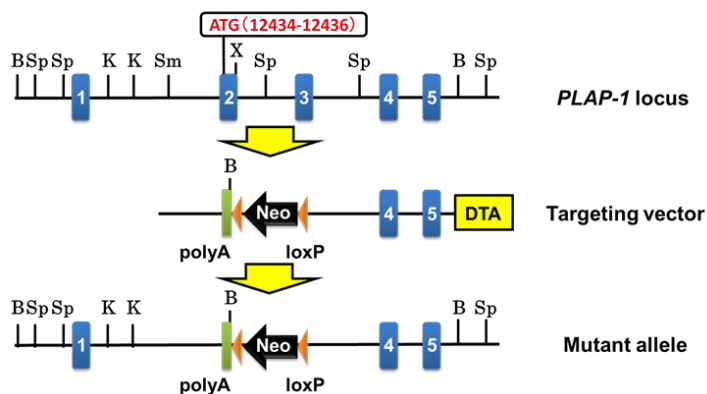 ATG（12434-12436）
B Sp Sp K K Sm X Sp Sp B Sp
1 2 3 4 5
PLAP-1 locus
B
Neo 4 5 DTA
Targeting vector
polyA loxP
B Sp Sp K K B B Sp
1 Neo 4 5
Mutant allele
polyA loxP